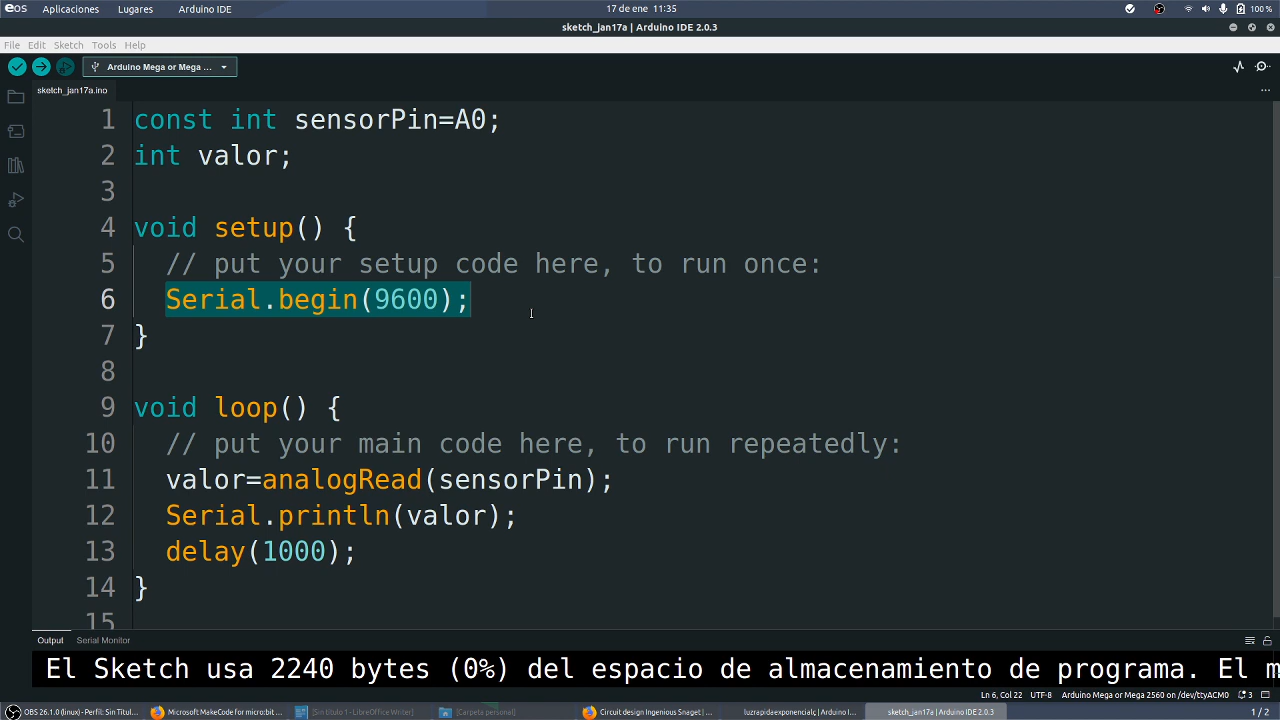 eos Aplicaciones Lugares Arduino IDE 17 de ene 11:35 100 %
sketch_jan17a | Arduino IDE 2.0.3
File Edit Sketch Tools Help
Arduino Mega or Mega ...
sketch_jan17a.ino
1 const int sensorPin=A0;
2 int valor;
3
4 void setup() {
5 // put your setup code here, to run once:
6 Serial.begin(9600);
7 }
8
9 void loop() {
10 // put your main code here, to run repeatedly:
11 valor=analogRead(sensorPin);
12 Serial.println(valor);
13 delay(1000);
14 }
15
Output Serial Monitor
El Sketch usa 2240 bytes (0%) del espacio de almacenamiento de programa. El m
Ln 6, Col 22 UTF-8 Arduino Mega or Mega 2560 on /dev/ttyACM0 3
OBS 26.1.0 (linux) - Perfil: Sin Titul... Microsoft MakeCode for micro:bit ... [Sin título 1 - LibreOffice Writer] [Carpeta personal] Circuit design Ingenious Snaget | ... luzrapidaexponencialç | Arduino I... sketch_jan17a | Arduino IDE 2.0.3 1 / 2